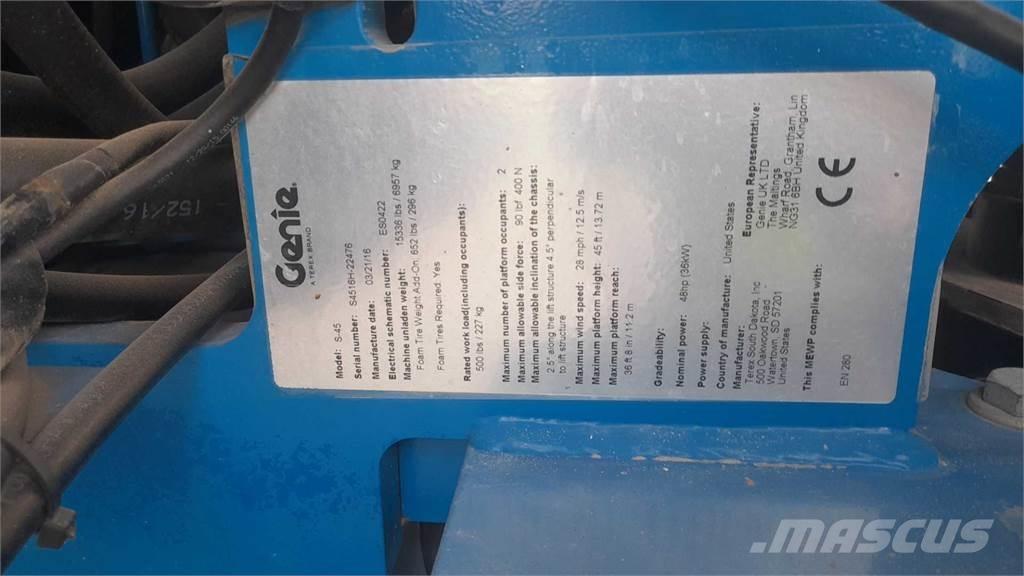 Genie.
A TEREX BRAND
Model: S-45
Serial number: S4516H-22476
Manufacture date: 03/21/16
Electrical schematic number: ES0422
Machine unladen weight: 15336 lbs / 6957 kg
Foam Tire Weight Add-On: 652 lbs / 296 kg
Foam Tires Required: Yes
Rated work load(including occupants):
500 lbs / 227 kg
Maximum number of platform occupants: 2
Maximum allowable side force: 90 lbf 400 N
Maximum allowable inclination of the chassis:
2.5° along the lift structure 4.5° perpendicular
to lift structure
Maximum wind speed: 28 mph / 12.5 m/s
Maximum platform height: 45 ft / 13.72 m
Maximum platform reach:
36 ft 8 in / 11.2 m
Gradeability:
Nominal power: 48hp (36kW)
Power supply:
Country of manufacture: United States
Manufacturer:
Terex South Dakota, Inc
500 Oakwood Road
Watertown, SD 57201
United States
European Representative:
Genie UK LTD
The Maltings
Wharf Road, Grantham, Lin
NG31 6BH United Kingdom
This MEWP complies with:
EN 280
CE
152/16
MASCUS